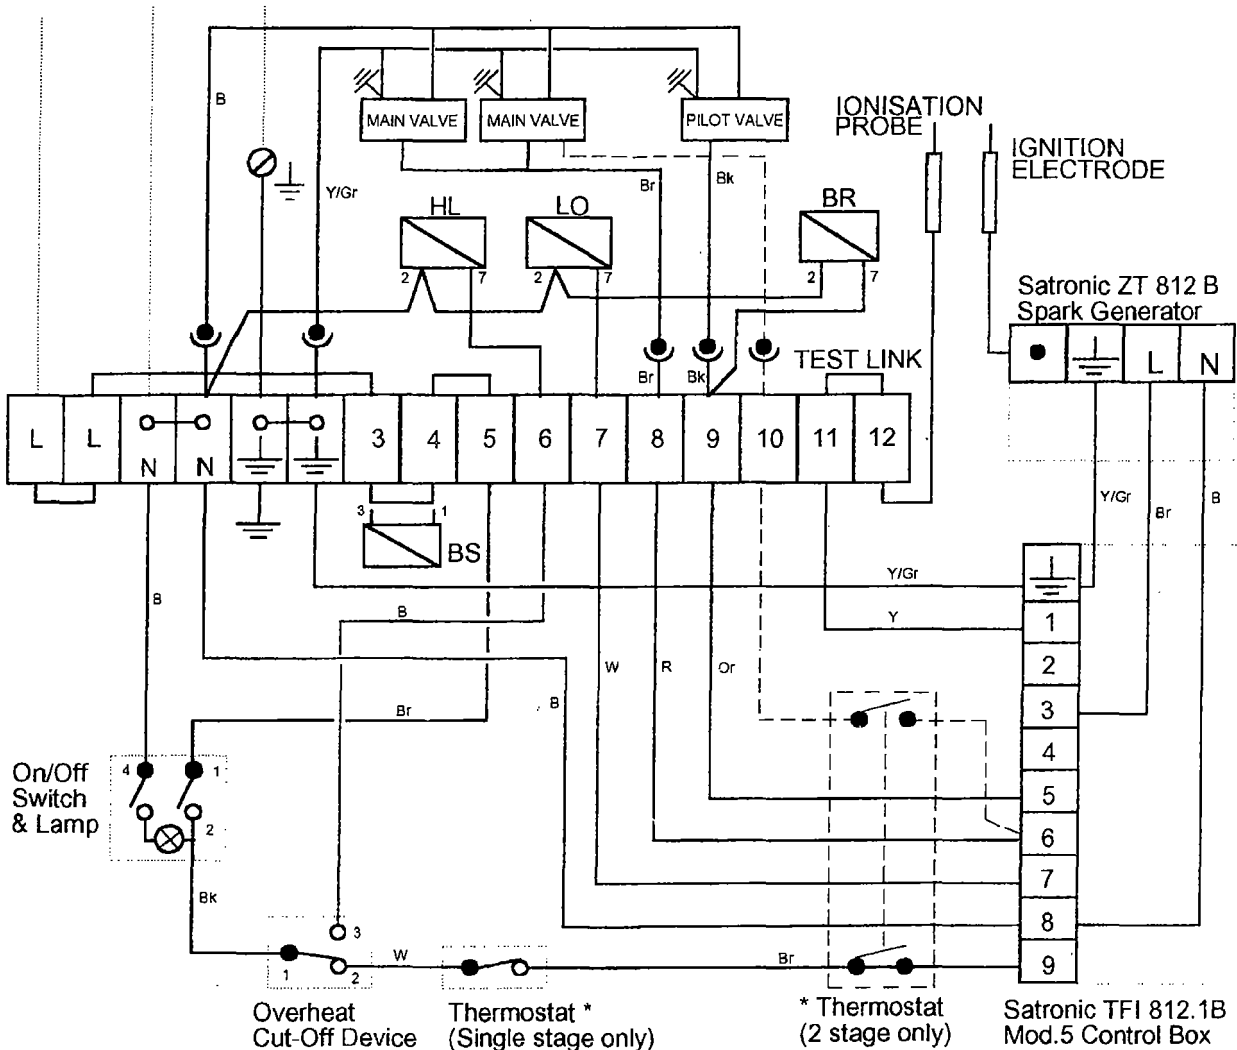 B
MAIN VALVE
MAIN VALVE
PILOT VALVE
IONISATION
PROBE
IGNITION
ELECTRODE
Y/Gr
Br
Bk
HL
LO
BR
2
7
2
7
2
7
Satronic ZT 812 B
Spark Generator
L
N
TEST LINK
Br
Bk
L
L
N
N
3
4
5
6
7
8
9
10
11
12
3
1
BS
Y/Gr
Br
B
Y/Gr
B
B
Y
W
R
Or
B
Br
1
2
3
4
5
6
7
8
9
On/Off
Switch
& Lamp
4
1
2
Bk
3
1
2
W
Br
Overheat
Cut-Off Device
Thermostat *
(Single stage only)
* Thermostat
(2 stage only)
Satronic TFI 812.1B
Mod.5 Control Box